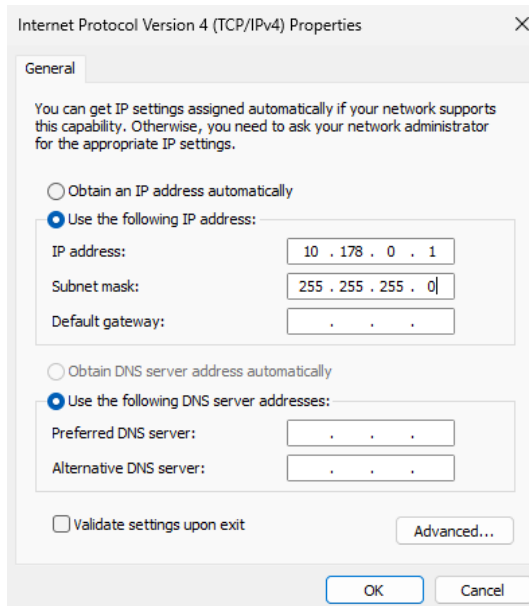 Internet Protocol Version 4 (TCP/IPv4) Properties
General
You can get IP settings assigned automatically if your network supports
this capability. Otherwise, you need to ask your network administrator
for the appropriate IP settings.
Obtain an IP address automatically
Use the following IP address:
IP address: 10 . 178 . 0 . 1
Subnet mask: 255 . 255 . 255 . 0
Default gateway: . . .
Obtain DNS server address automatically
Use the following DNS server addresses:
Preferred DNS server: . . .
Alternative DNS server: . . .
Validate settings upon exit
Advanced...
OK Cancel